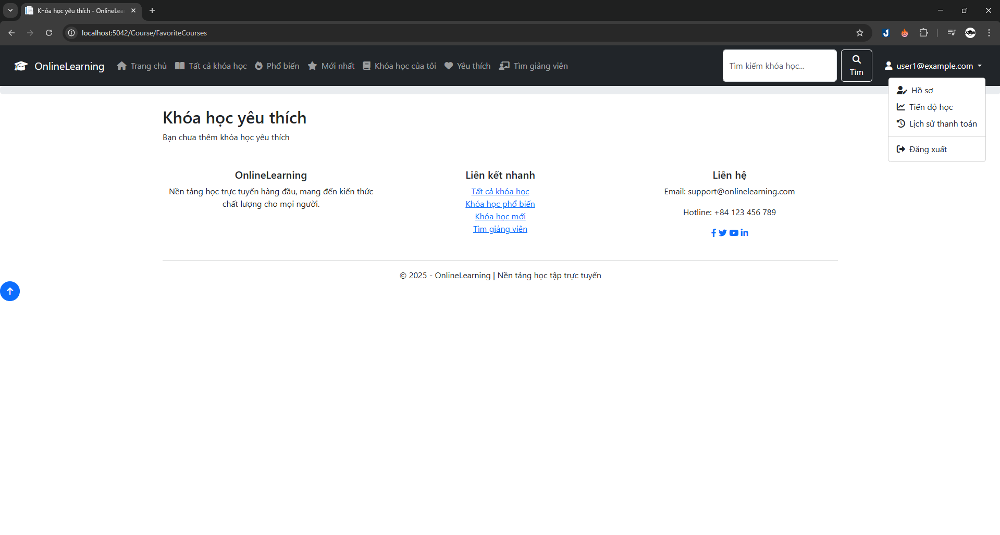 Khóa học yêu thích - OnlineLea
localhost:5042/Course/FavoriteCourses
OnlineLearning
Trang chủ
Tất cả khóa học
Phổ biến
Mới nhất
Khóa học của tôi
Yêu thích
Tìm giảng viên
Tìm kiếm khóa học...
Tìm
user1@example.com
Hồ sơ
Tiến độ học
Lịch sử thanh toán
Đăng xuất
Khóa học yêu thích
Bạn chưa thêm khóa học yêu thích
OnlineLearning
Nền tảng học trực tuyến hàng đầu, mang đến kiến thức
chất lượng cho mọi người.
Liên kết nhanh
Tất cả khóa học
Khóa học phổ biến
Khóa học mới
Tìm giảng viên
Liên hệ
Email: support@onlinelearning.com
Hotline: +84 123 456 789
© 2025 - OnlineLearning | Nền tảng học tập trực tuyến